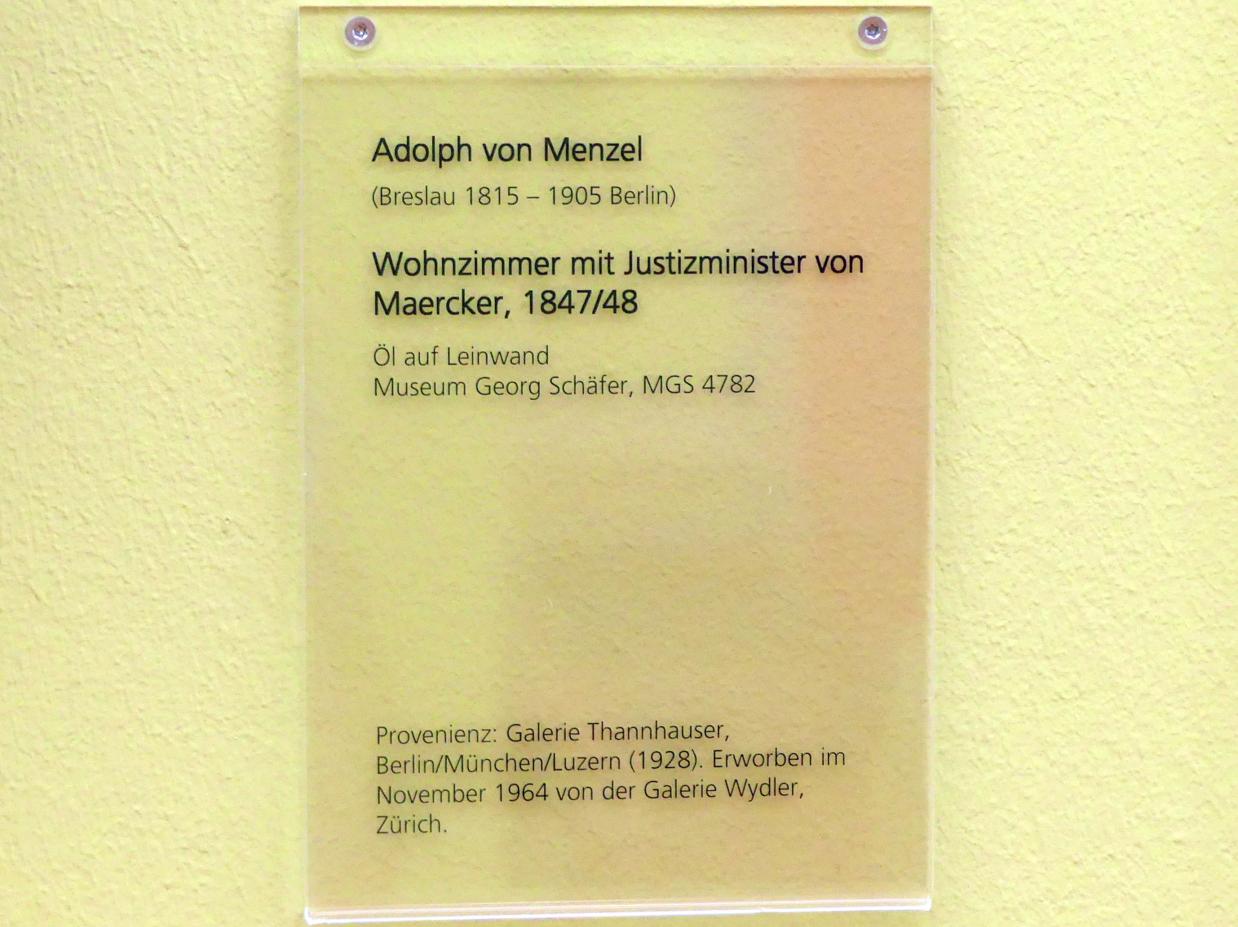 Adolph von Menzel
(Breslau 1815 – 1905 Berlin)
Wohnzimmer mit Justizminister von
Maercker, 1847/48
Öl auf Leinwand
Museum Georg Schäfer, MGS 4782
Provenienz: Galerie Thannhauser,
Berlin/München/Luzern (1928). Erworben im
November 1964 von der Galerie Wydler,
Zürich.